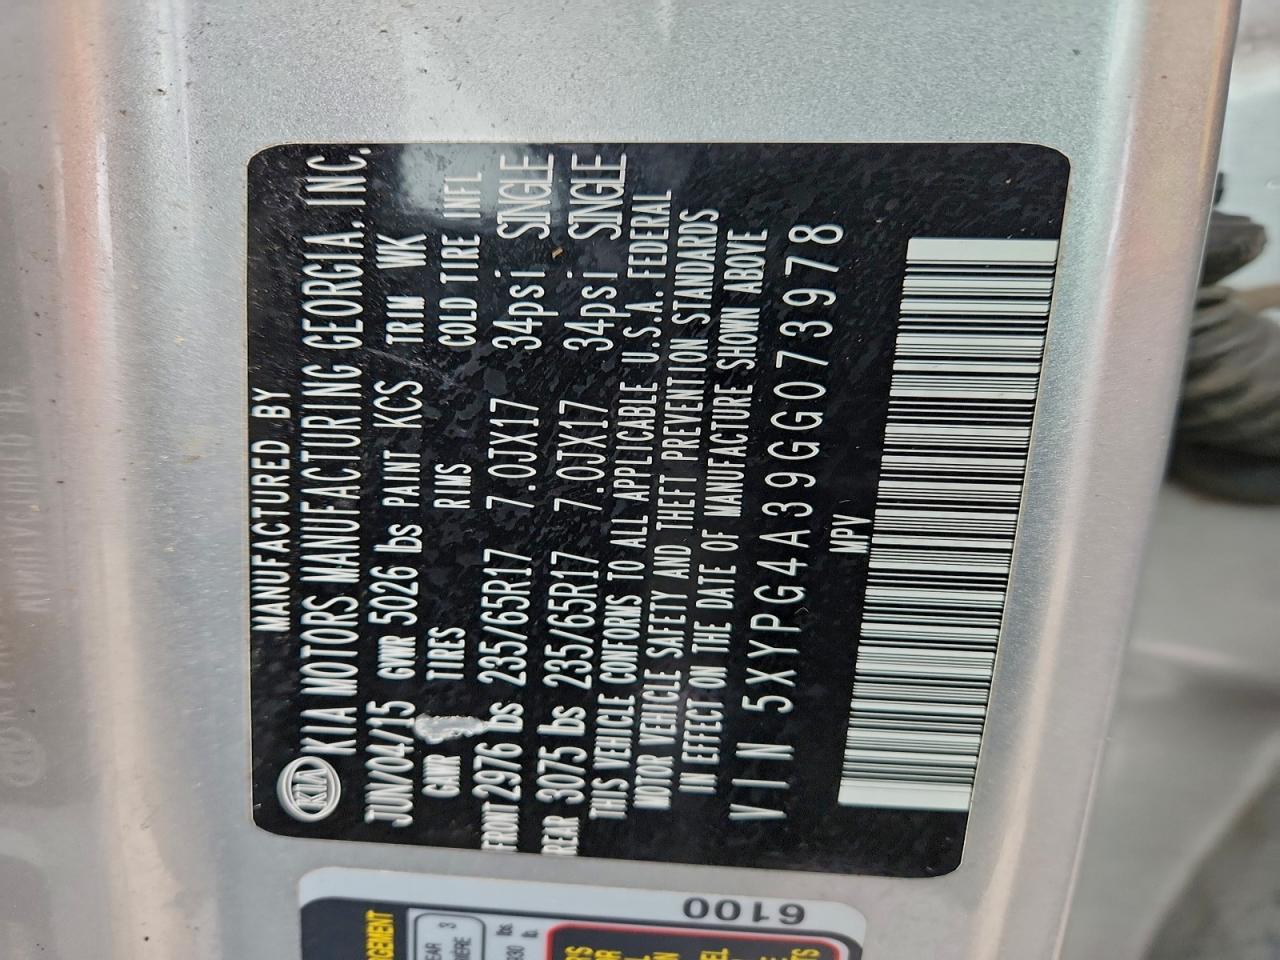 MANUFACTURED BY
KIA KIA MOTORS MANUFACTURING GEORGIA, INC.
JUN/04/15 GVWR 5026 lbs PAINT KCS TRIM WK
GAWR TIRES RIMS COLD TIRE INFL
FRONT 2976 lbs 235/65R17 7.0JX17 34psi SINGLE
REAR 3075 lbs 235/65R17 7.0JX17 34psi SINGLE
THIS VEHICLE CONFORMS TO ALL APPLICABLE U.S.A. FEDERAL
MOTOR VEHICLE SAFETY AND THEFT PREVENTION STANDARDS
IN EFFECT ON THE DATE OF MANUFACTURE SHOWN ABOVE
VIN 5XYPG4A39GG073978
MPV
6100